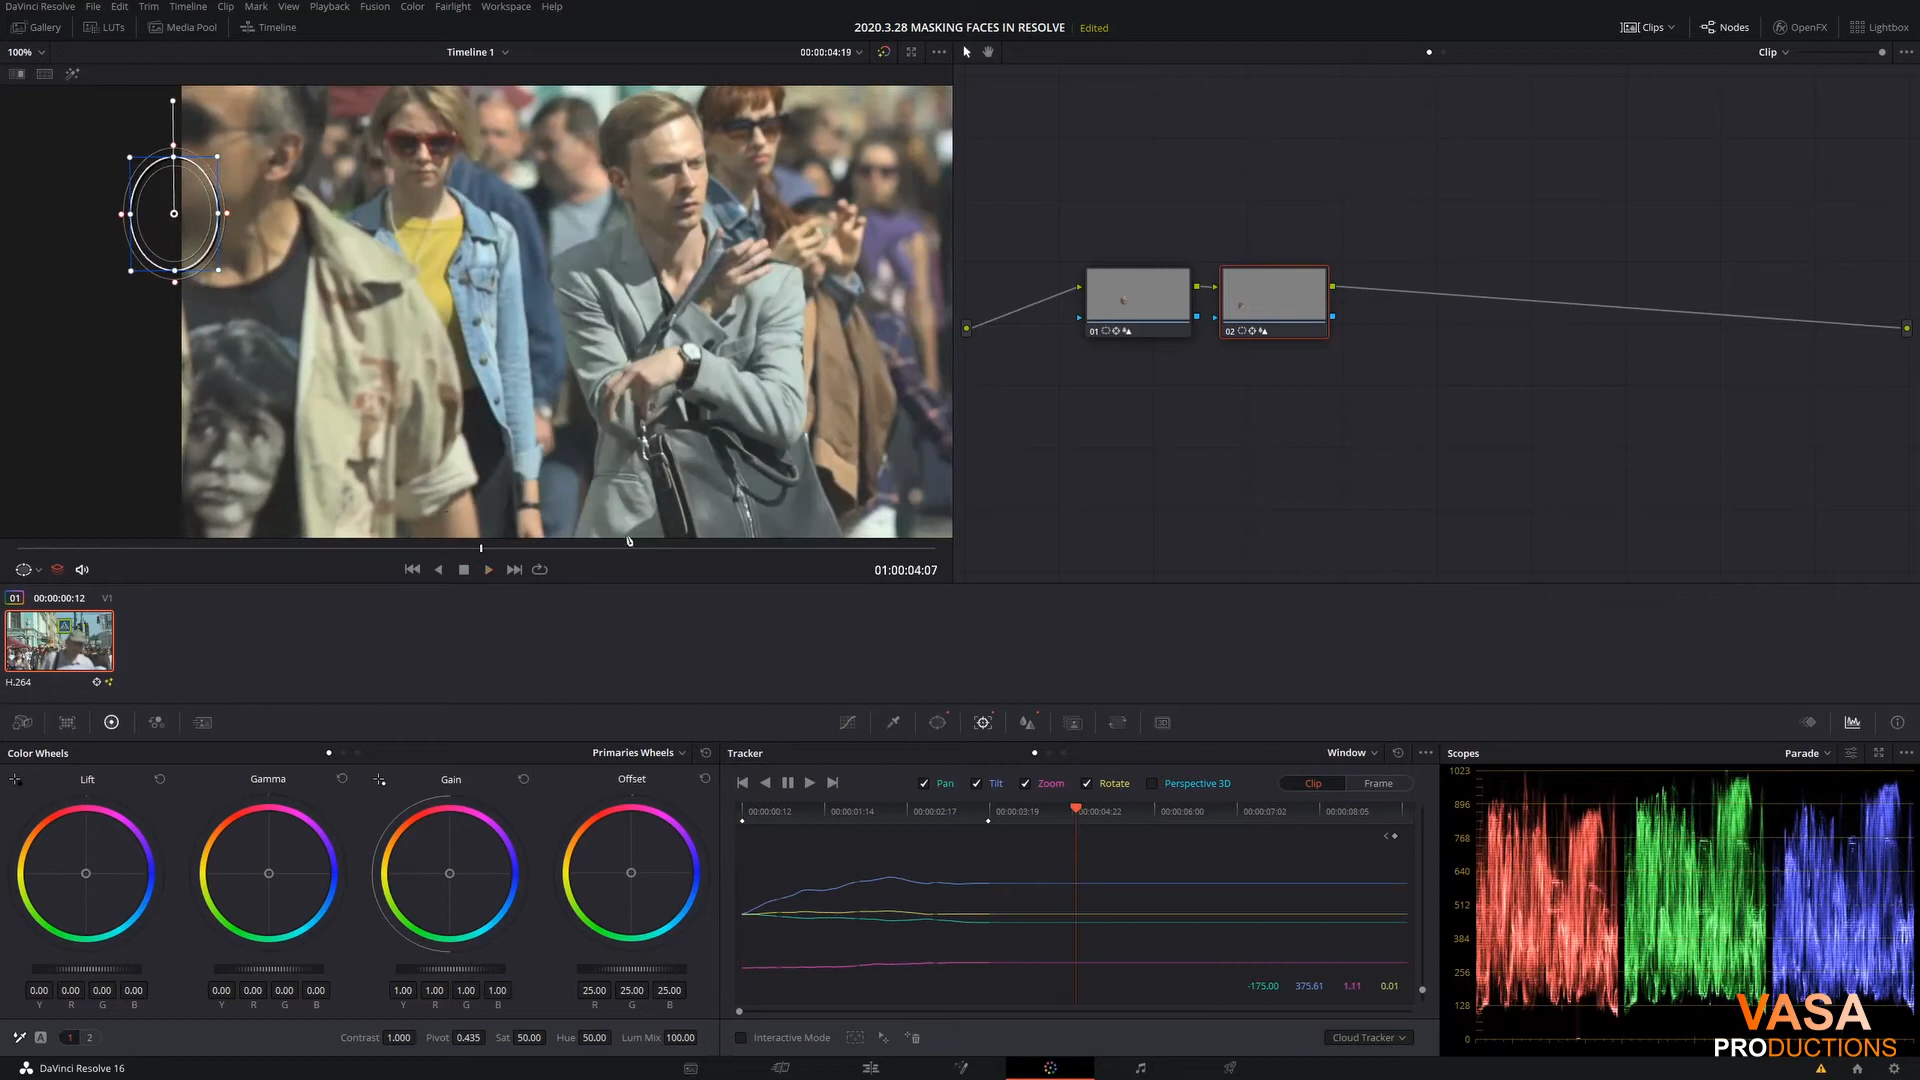 DaVinci Resolve File Edit Trim Timeline Clip Mark View Playback Fusion Color Fairlight Workspace Help
Gallery LUTs Media Pool Timeline 2020.3.28 MASKING FACES IN RESOLVE Edited Clips Nodes OpenFX Lightbox
100% Timeline 1 00:00:04:19 Clip
01 02
01:00:04:07
01 00:00:00:12 V1
H.264
Color Wheels Primaries Wheels Tracker Window Scopes Parade
Lift Gamma Gain Offset Pan Tilt Zoom Rotate Perspective 3D Clip Frame
00:00:00:12 00:00:01:14 00:00:02:17 00:00:03:19 00:00:04:22 00:00:06:00 00:00:07:02 00:00:08:05
1023
896
768
640
512
384
256
128
0
-175.00 375.61 1.11 0.01
0.00 0.00 0.00 0.00 0.00 0.00 0.00 0.00 1.00 1.00 1.00 1.00 25.00 25.00 25.00
Y R G B Y R G B Y R G B R G B
A 1 2 Contrast 1.000 Pivot 0.435 Sat 50.00 Hue 50.00 Lum Mix 100.00 Interactive Mode Cloud Tracker
VASA
PRODUCTIONS
DaVinci Resolve 16